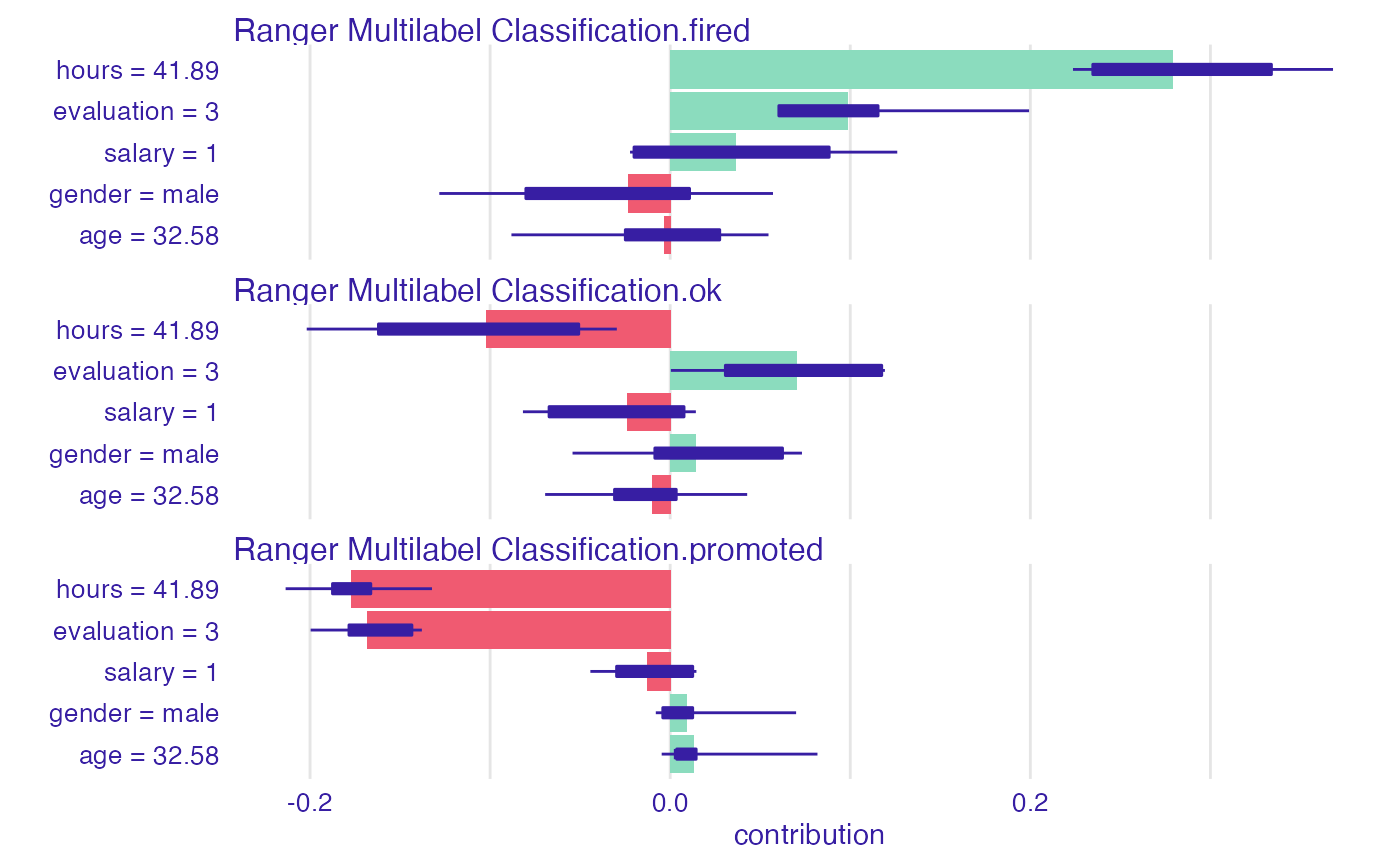 Ranger Multilabel Classification.fired
hours = 41.89
evaluation = 3
salary = 1
gender = male
age = 32.58
Ranger Multilabel Classification.ok
hours = 41.89
evaluation = 3
salary = 1
gender = male
age = 32.58
Ranger Multilabel Classification.promoted
hours = 41.89
evaluation = 3
salary = 1
gender = male
age = 32.58
-0.2 0.0 0.2
contribution